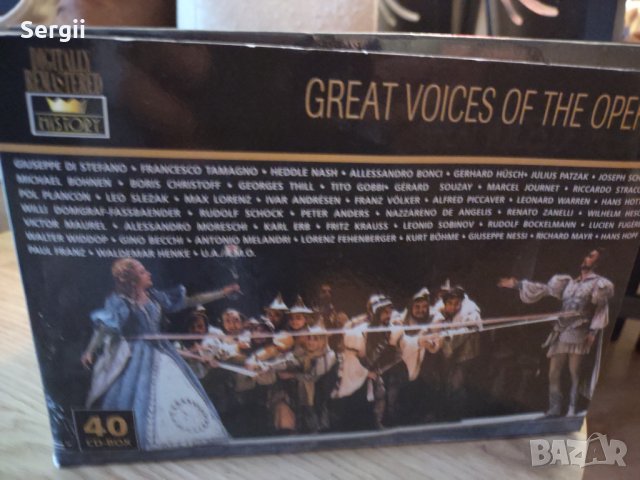 Sergii
DIGITALLY
REMASTERED
HISTORY
GREAT VOICES OF THE OPER
GIUSEPPE DI STEFANO · FRANCESCO TAMAGNO · HEDDLE NASH · ALLESSANDRO BONCI · GERHARD HÜSCH · JULIUS PATZAK · JOSEPH SC
MICHAEL BOHNEN · BORIS CHRISTOFF · GEORGES THILL · TITO GOBBI · GÉRARD SOUZAY · MARCEL JOURNET · RICCARDO STRAC
POL PLANCON · LEO SLEZAK · MAX LORENZ · IVAR ANDRÉSEN · FRANZ VÖLKER · ALFRED PICCAVER · LEONARD WARREN · HANS HOT
WILLI DOMGRAF-FASSBAENDER · RUDOLF SCHOCK · PETER ANDERS · NAZZARENO DE ANGELIS · RENATO ZANELLI · WILHELM HES
VICTOR MAUREL · ALESSANDRO MORESCHI · KARL ERB · FRITZ KRAUSS · LEONID SOBINOV · RUDOLF BOCKELMANN · LUCIEN FUGER
WALTER WIDDOP · GINO BECCHI · ANTONIO MELANDRI · LORENZ FEHENBERGER · KURT BÖHME · GIUSEPPE NESSI · RICHARD MAYR · HANS HOPF
PAUL FRANZ · WALDEMAR HENKE · U.A./A.M.O.
40
CD-BOX
BAZAR